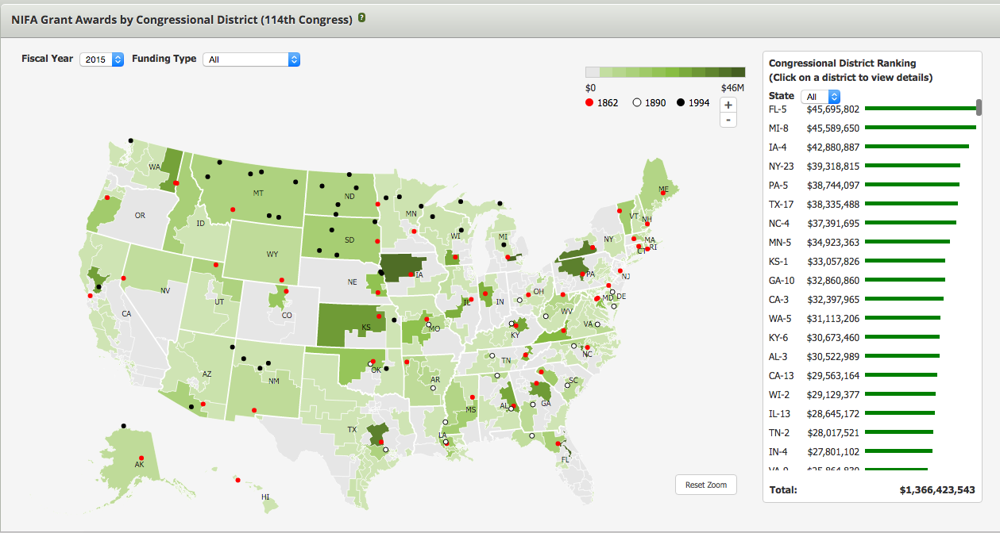 NIFA Grant Awards by Congressional District (114th Congress) ?
Fiscal Year 2015 Funding Type All
$0 $46M
1862 1890 1994
+
-
WA
MT
ND
MN
ME
OR
ID
SD
WI
MI
NY
VT
NH
MA
RI
CT
WY
NE
IA
PA
NJ
NV
UT
CO
CA
KS
MO
IL
IN
OH
MD
DE
WV
VA
KY
AZ
NM
OK
AR
TN
NC
SC
MS
AL
GA
TX
LA
FL
AK
HI
Reset Zoom
Congressional District Ranking
(Click on a district to view details)
State All
FL-5 $45,695,802
MI-8 $45,589,650
IA-4 $42,880,887
NY-23 $39,318,815
PA-5 $38,744,097
TX-17 $38,335,488
NC-4 $37,391,695
MN-5 $34,923,363
KS-1 $33,057,826
GA-10 $32,860,860
CA-3 $32,397,965
WA-5 $31,113,206
KY-6 $30,673,460
AL-3 $30,522,989
CA-13 $29,563,164
WI-2 $29,129,377
IL-13 $28,645,172
TN-2 $28,017,521
IN-4 $27,801,102
Total: $1,366,423,543